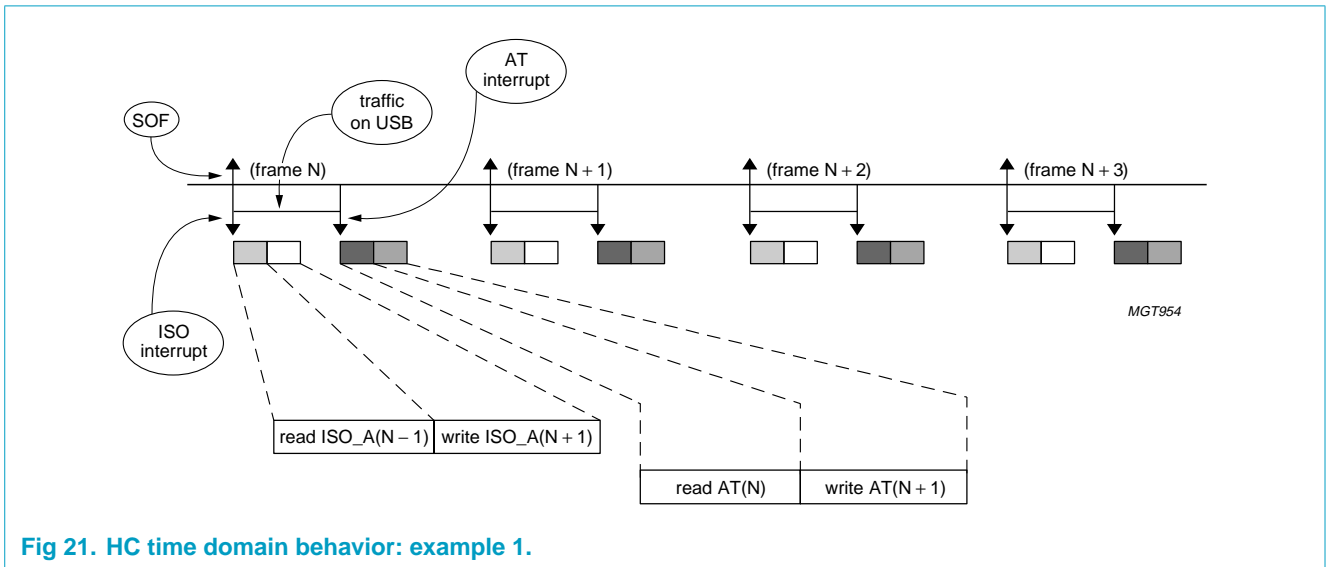 AT
interrupt
traffic
on USB
SOF
(frame N)
(frame N + 1)
(frame N + 2)
(frame N + 3)
MGT954
ISO
interrupt
read ISO_A(N − 1) write ISO_A(N + 1)
read AT(N) write AT(N + 1)
Fig 21. HC time domain behavior: example 1.